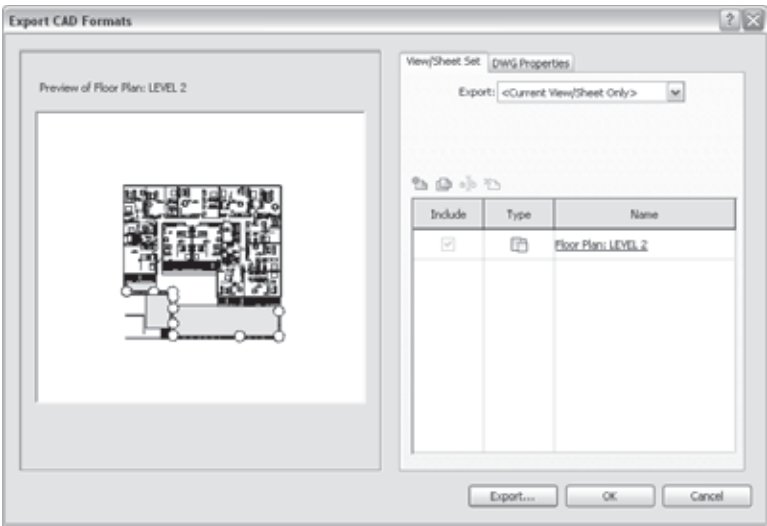 Export CAD Formats
Preview of Floor Plan: LEVEL 2
View/Sheet Set DWG Properties
Export: <Current View/Sheet Only>
Include Type Name
Floor Plan: LEVEL 2
Export... OK Cancel